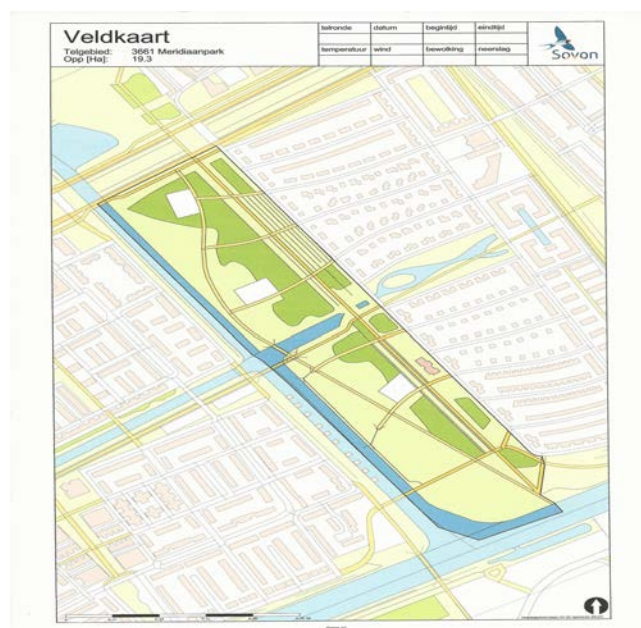 Veldkaart
Telgebied: 3661 Meridiaanpark
Opp [Ha]: 19.3
telronde datum begintijd eindtijd
temperatuur wind bewolking neerslag
Sovon